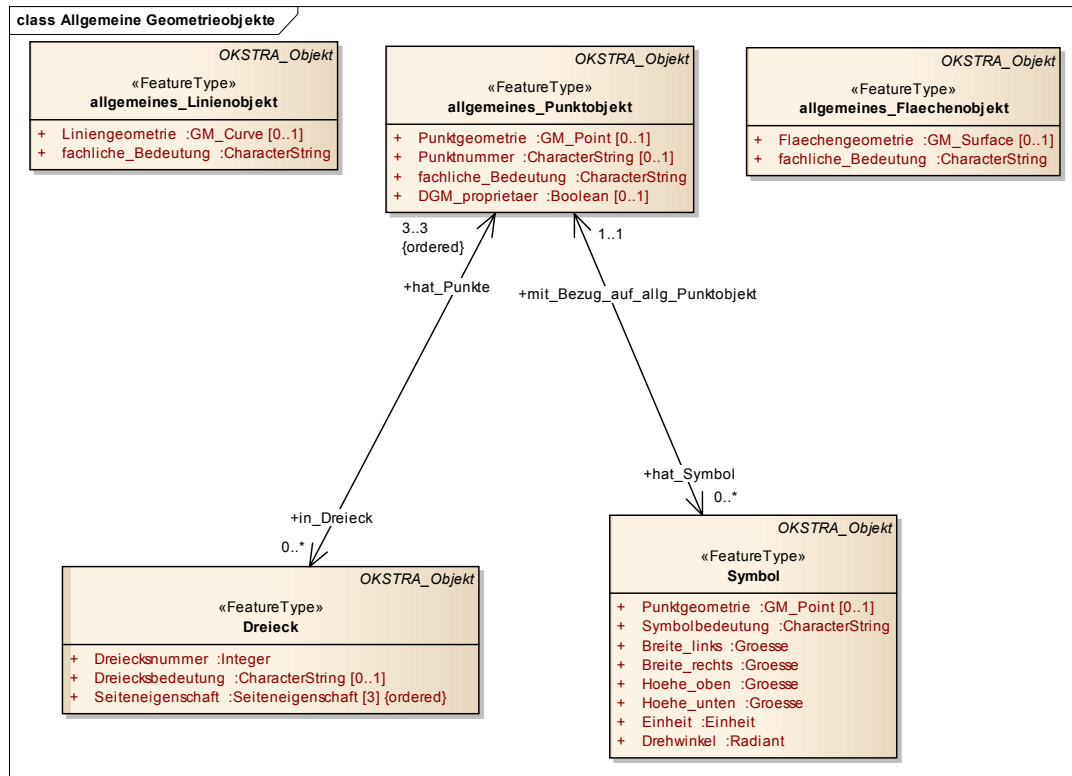 class Allgemeine Geometrieobjekte
OKSTRA_Objekt
«FeatureType»
allgemeines_Linienobjekt
+ Liniengeometrie :GM_Curve [0..1]
+ fachliche_Bedeutung :CharacterString
OKSTRA_Objekt
«FeatureType»
allgemeines_Punktobjekt
+ Punktgeometrie :GM_Point [0..1]
+ Punktnummer :CharacterString [0..1]
+ fachliche_Bedeutung :CharacterString
+ DGM_proprietaer :Boolean [0..1]
OKSTRA_Objekt
«FeatureType»
allgemeines_Flaechenobjekt
+ Flaechengeometrie :GM_Surface [0..1]
+ fachliche_Bedeutung :CharacterString
3..3
{ordered}
+hat_Punkte
1..1
+mit_Bezug_auf_allg_Punktobjekt
+in_Dreieck
0..*
+hat_Symbol
0..*
OKSTRA_Objekt
«FeatureType»
Dreieck
+ Dreiecksnummer :Integer
+ Dreiecksbedeutung :CharacterString [0..1]
+ Seiteneigenschaft :Seiteneigenschaft [3] {ordered}
OKSTRA_Objekt
«FeatureType»
Symbol
+ Punktgeometrie :GM_Point [0..1]
+ Symbolbedeutung :CharacterString
+ Breite_links :Groesse
+ Breite_rechts :Groesse
+ Hoehe_oben :Groesse
+ Hoehe_unten :Groesse
+ Einheit :Einheit
+ Drehwinkel :Radiant